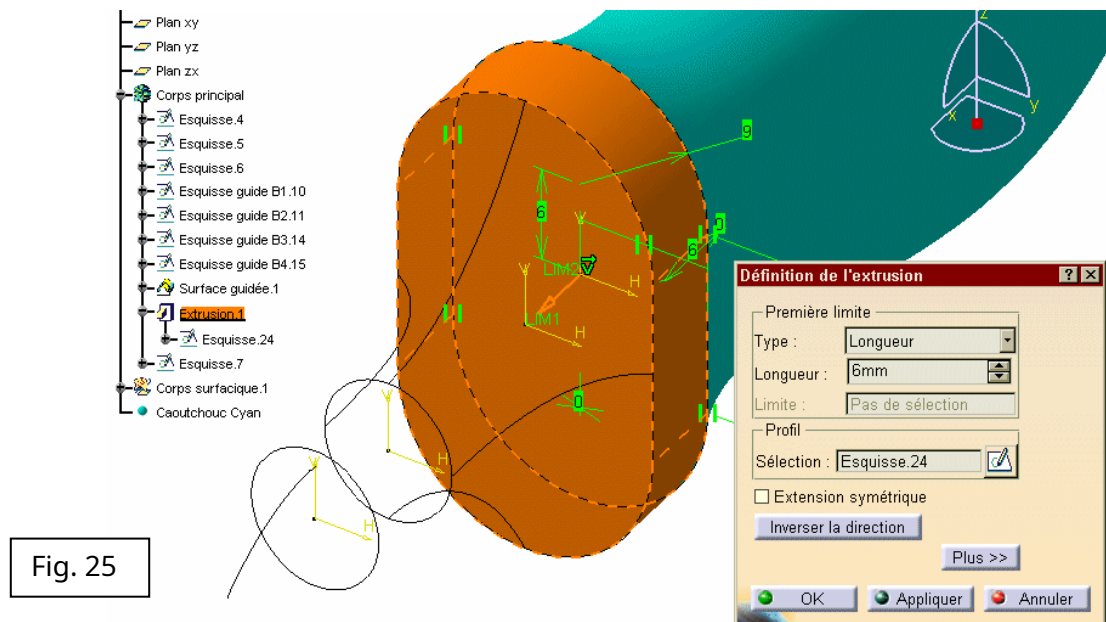 Plan xy
Plan yz
Plan zx
Corps principal
Esquisse.4
Esquisse.5
Esquisse.6
Esquisse guide B1.10
Esquisse guide B2.11
Esquisse guide B3.14
Esquisse guide B4.15
Surface guidée.1
Extrusion.1
Esquisse.24
Esquisse.7
Corps surfacique.1
Caoutchouc Cyan
z
y
x
9
6
V
0
6
LIM2
V
H
V
LIM1
H
0
V
H
V
H
Définition de l'extrusion
Première limite
Type : Longueur
Longueur : 6mm
Limite : Pas de sélection
Profil
Sélection : Esquisse.24
Extension symétrique
Inverser la direction
Plus >>
OK Appliquer Annuler
Fig. 25